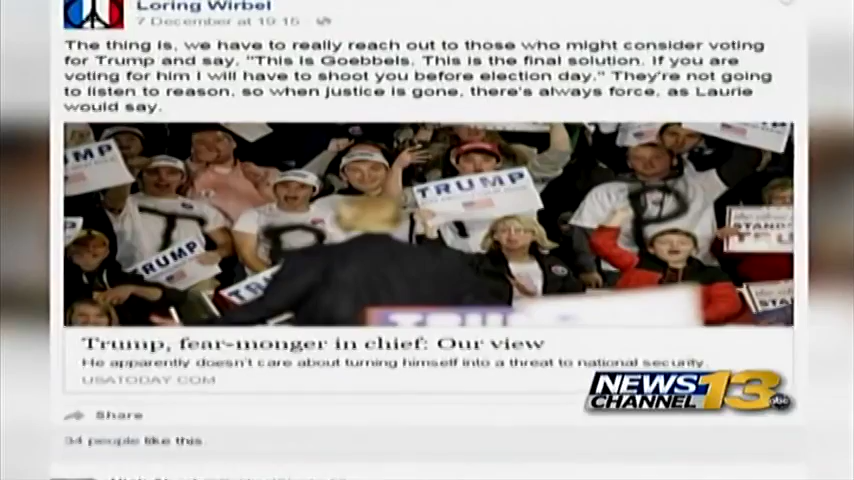 Loring Wirbel
7 December at 19:15
The thing is, we have to really reach out to those who might consider voting
for Trump and say, "This is Goebbels. This is the final solution. If you are
voting for him I will have to shoot you before election day." They're not going
to listen to reason, so when justice is gone, there's always force, as Laurie
would say.
TRUMP
TRUMP
T R P
TRUMP
STAND
TRUMP
Trump, fear-monger in chief: Our view
He apparently doesn't care about turning himself into a threat to national security.
USATODAY.COM
NEWS 13
CHANNEL abc
Share
34 people like this